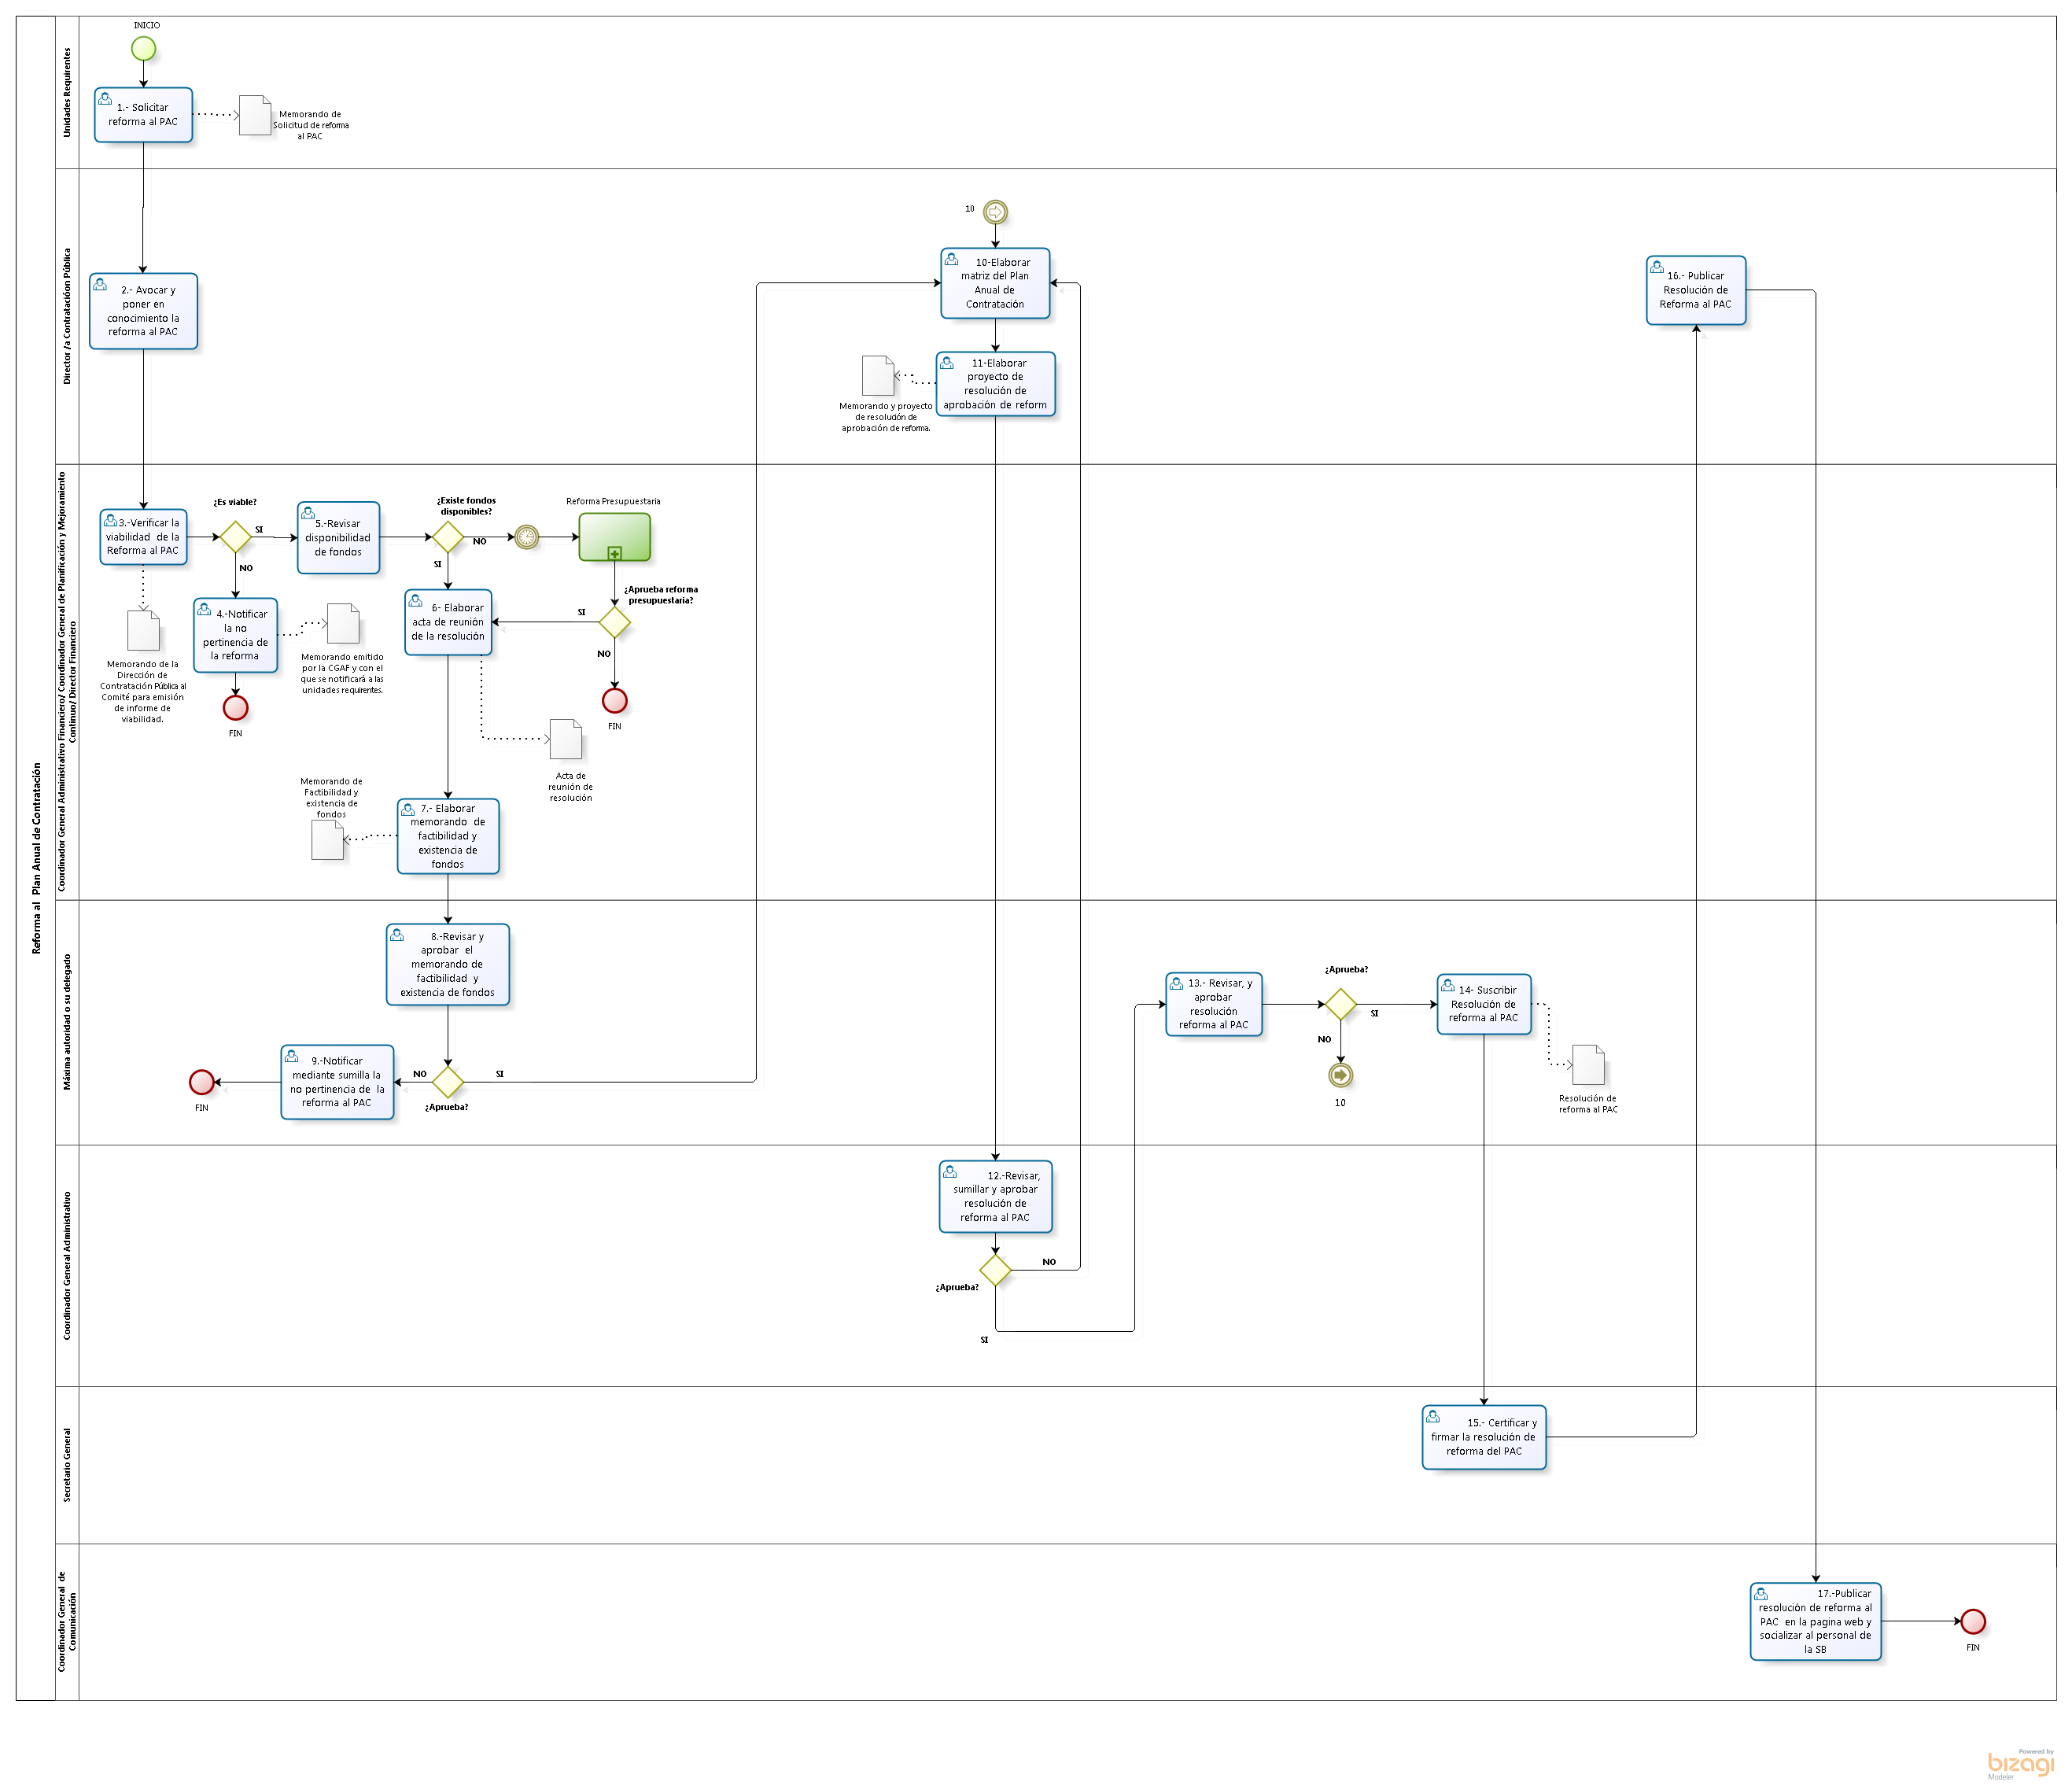 Reforma al Plan Anual de Contratación
Unidades Requirentes
INICIO
1.- Solicitar
reforma al PAC
Memorando de
Solicitud de reforma
al PAC
Director /a Contratacióon Pública
2.- Avocar y
poner en
conocimiento la
reforma al PAC
10
10-Elaborar
matriz del Plan
Anual de
Contratación
11-Elaborar
proyecto de
resolución de
aprobación de reform
Memorando y proyecto
de resolución de
aprobación de reforma.
16.- Publicar
Resolución de
Reforma al PAC
Coordinador General Administrativo Financiero/ Coordinador General de Planificación y Mejoramiento
Continuo/ Director Financiero
3.-Verificar la
viabilidad de la
Reforma al PAC
¿Es viable?
SI
NO
5.-Revisar
disponibilidad
de fondos
¿Existe fondos
disponibles?
NO
SI
Reforma Presupuestaria
¿Aprueba reforma
presupuestaria?
SI
NO
FIN
4.-Notificar
la no
pertinencia de
la reforma
FIN
Memorando emitido
por la CGAF y con el
que se notificará a las
unidades requirentes.
Memorando de la
Dirección de
Contratación Pública al
Comité para emisión
de informe de
viabilidad.
6- Elaborar
acta de reunión
de la resolución
Acta de
reunión de
resolución
Memorando de
Factibilidad y
existencia de
fondos
7.- Elaborar
memorando de
factibilidad y
existencia de
fondos
Máxima autoridad o su delegado
8.-Revisar y
aprobar el
memorando de
factibilidad y
existencia de fondos
¿Aprueba?
NO
SI
9.-Notificar
mediante sumilla la
no pertinencia de la
reforma al PAC
FIN
13.- Revisar, y
aprobar
resolución
reforma al PAC
¿Aprueba?
SI
NO
10
14- Suscribir
Resolución de
reforma al PAC
Resolución de
reforma al PAC
Coordinador General Administrativo
12.-Revisar,
sumillar y aprobar
resolución de
reforma al PAC
¿Aprueba?
NO
SI
Secretario General
15.- Certificar y
firmar la resolución de
reforma del PAC
Coordinador General de
Comunicación
17.-Publicar
resolución de reforma al
PAC en la pagina web y
socializar al personal de
la SB
FIN
Powered by
bizagi
Modeler